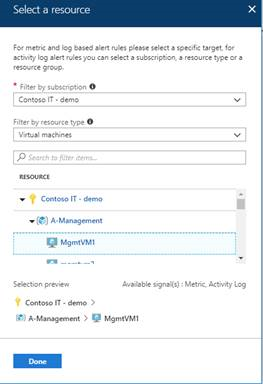 Select a resource
For metric and log based alert rules please select a specific target, for
activity log alert rules you can select a subscription, a resource type or a
resource group.
* Filter by subscription
Contoso IT - demo
Filter by resource type
Virtual machines
Search to filter items...
RESOURCE
Contoso IT - demo
A-Management
MgmtVM1
Selection preview
Available signal(s) : Metric, Activity Log
Contoso IT - demo >
A-Management > MgmtVM1
Done